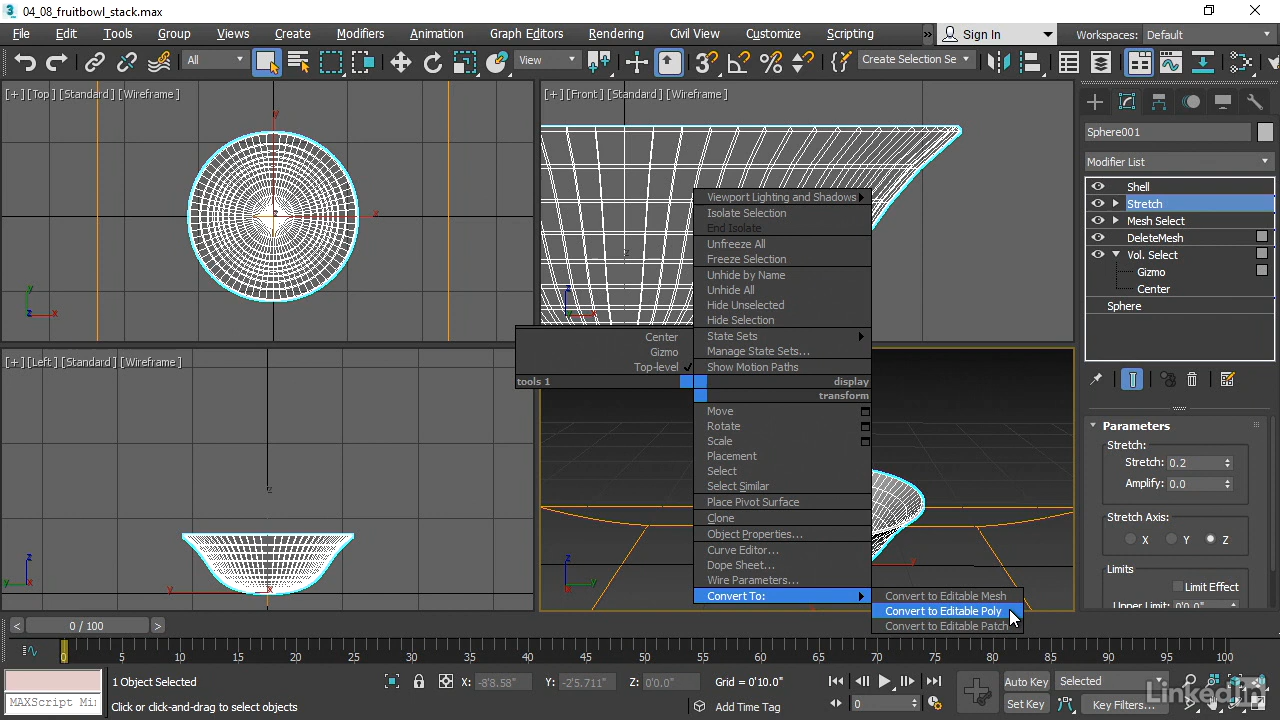 3 04_08_fruitbowl_stack.max
File Edit Tools Group Views Create Modifiers Animation Graph Editors Rendering Civil View Customize Scripting » Sign In Workspaces: Default
All View Create Selection Se
[+][Top][Standard][Wireframe]
[+][Front][Standard][Wireframe]
[+][Left][Standard][Wireframe]
Sphere001
Modifier List
Shell
Stretch
Mesh Select
DeleteMesh
Vol. Select
Gizmo
Center
Sphere
Viewport Lighting and Shadows
Isolate Selection
End Isolate
Unfreeze All
Freeze Selection
Unhide by Name
Unhide All
Hide Unselected
Hide Selection
State Sets
Manage State Sets...
Show Motion Paths
Center
Gizmo
Top-level
tools 1 display
transform
Move
Rotate
Scale
Placement
Select
Select Similar
Place Pivot Surface
Clone
Object Properties...
Curve Editor...
Dope Sheet...
Wire Parameters...
Convert To:
Convert to Editable Mesh
Convert to Editable Poly
Convert to Editable Patch
Parameters
Stretch:
Stretch: 0.2
Amplify: 0.0
Stretch Axis:
X Y Z
Limits
Limit Effect
Upper Limit: 0'0.0"
< 0 / 100 >
0 5 10 15 20 25 30 35 40 45 50 55 60 65 70 75 80 85 90 95 100
1 Object Selected X: -8'8.58" Y: -2'5.711" Z: 0'0.0" Grid = 0'10.0" Auto Key Selected
MAXScript Mi Click or click-and-drag to select objects Add Time Tag 0 Set Key Key Filters...
LinkedIn